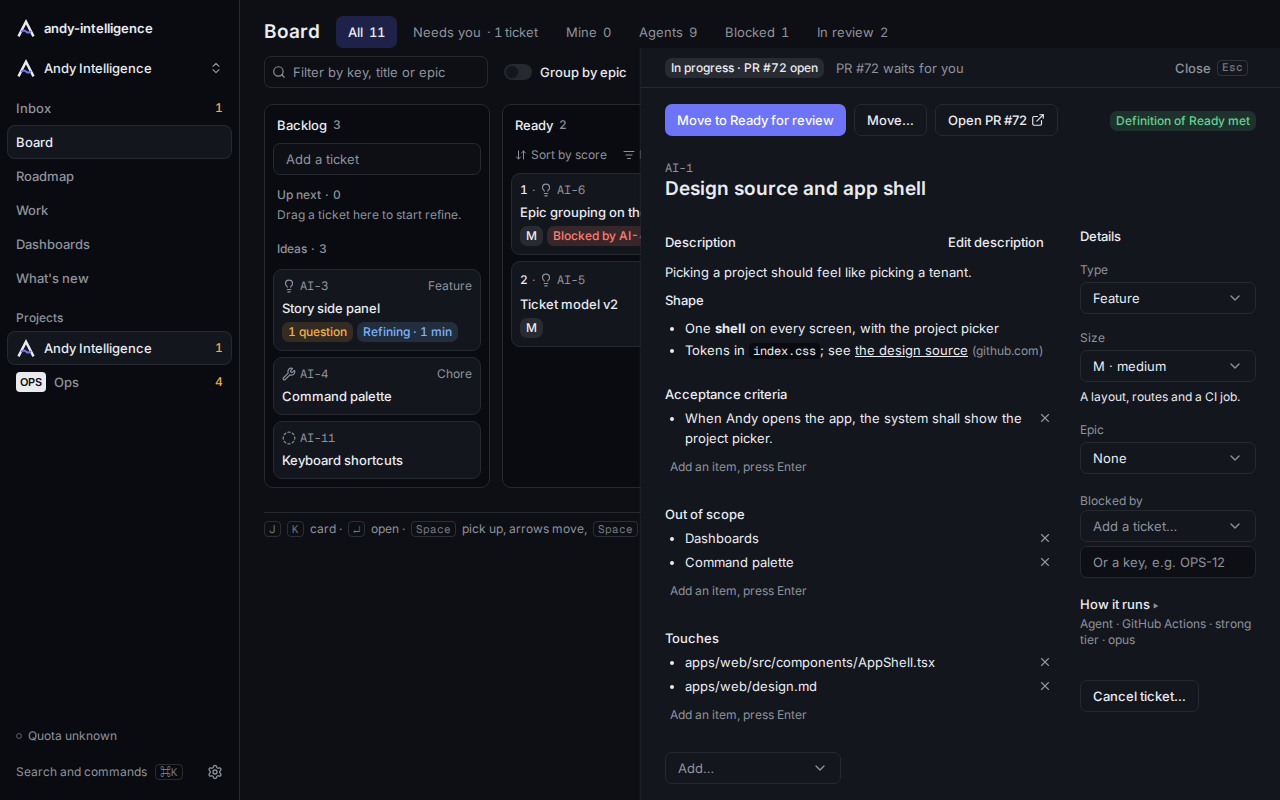 andy-intelligence
Andy Intelligence
Inbox 1
Board
Roadmap
Work
Dashboards
What's new
Projects
Andy Intelligence 1
OPS Ops 4
Quota unknown
Search and commands ⌘K
Board All 11 Needs you · 1 ticket Mine 0 Agents 9 Blocked 1 In review 2
Filter by key, title or epic Group by epic
Backlog 3
Add a ticket
Up next · 0
Drag a ticket here to start refine.
Ideas · 3
AI-3 Feature
Story side panel
1 question Refining · 1 min
AI-4 Chore
Command palette
AI-11
Keyboard shortcuts
Ready 2
Sort by score
1 · AI-6
Epic grouping on th
M Blocked by AI-
2 · AI-5
Ticket model v2
M
J K card · ↵ open · Space pick up, arrows move, Space
In progress · PR #72 open PR #72 waits for you Close Esc
Move to Ready for review Move... Open PR #72 Definition of Ready met
AI-1
Design source and app shell
Description Edit description
Picking a project should feel like picking a tenant.
Shape
• One shell on every screen, with the project picker
• Tokens in index.css; see the design source (github.com)
Acceptance criteria
• When Andy opens the app, the system shall show the
project picker.
Add an item, press Enter
Out of scope
• Dashboards
• Command palette
Add an item, press Enter
Touches
• apps/web/src/components/AppShell.tsx
• apps/web/design.md
Add an item, press Enter
Add...
Details
Type
Feature
Size
M · medium
A layout, routes and a CI job.
Epic
None
Blocked by
Add a ticket...
Or a key, e.g. OPS-12
How it runs ▸
Agent · GitHub Actions · strong
tier · opus
Cancel ticket...